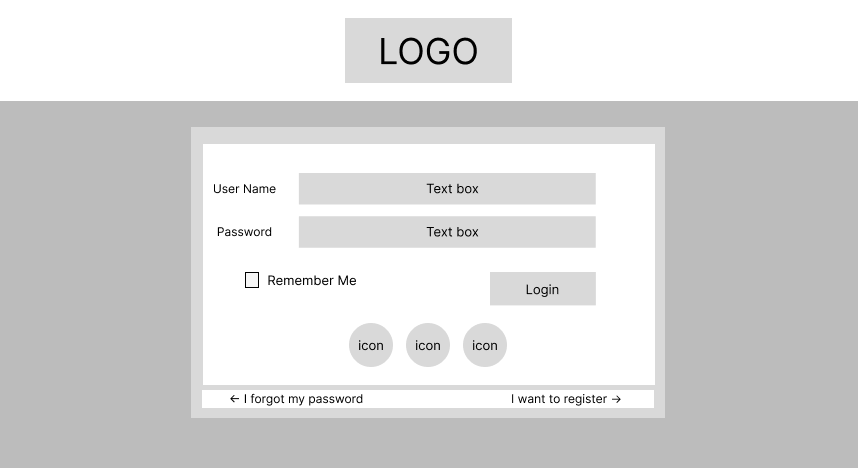 LOGO
User Name Text box
Password Text box
Remember Me Login
icon icon icon
← I forgot my password I want to register →